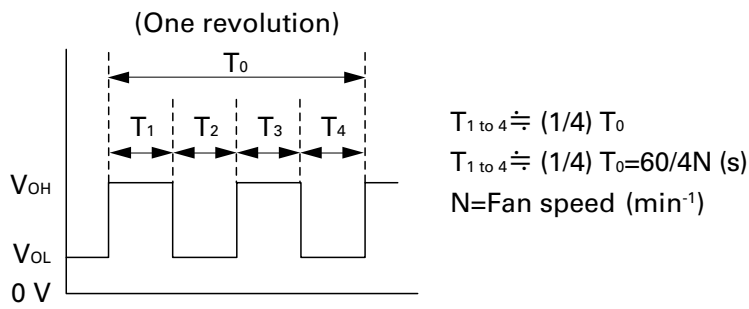 (One revolution)
T0
T1 T2 T3 T4
T1 to 4≒ (1/4) T0
T1 to 4≒ (1/4) T0=60/4N (s)
N=Fan speed (min-1)
VOH
VOL
0 V